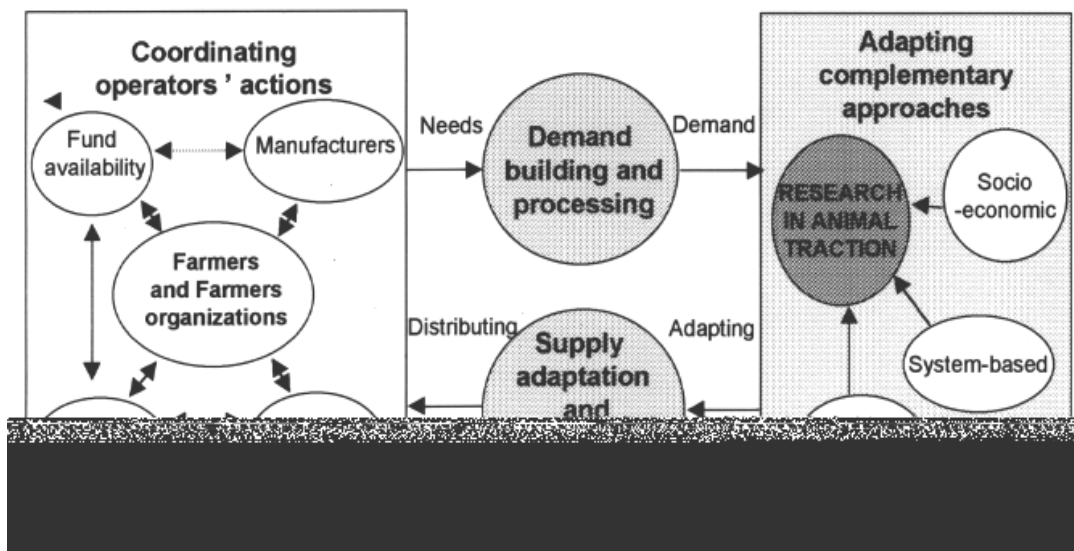 Coordinating
operators ' actions
Fund
availability
Manufacturers
Farmers
and Farmers
organizations
Needs
Demand
building and
processing
Demand
Distributing
Supply
adaptation
and
Adapting
Adapting
complementary
approaches
RESEARCH
IN ANIMAL
TRACTION
Socio
-economic
System-based